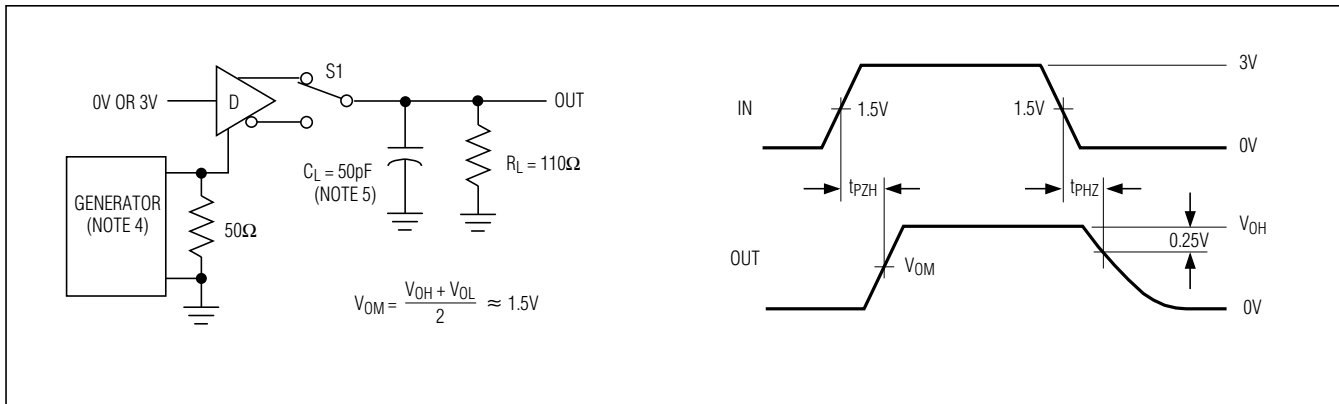 S1
0V OR 3V
D
OUT
GENERATOR
(NOTE 4)
50Ω
C_L = 50pF
(NOTE 5)
R_L = 110Ω
V_OM = (V_OH + V_OL) / 2 ≈ 1.5V
IN
1.5V
1.5V
3V
0V
t_PZH
t_PHZ
OUT
V_OM
V_OH
0.25V
0V